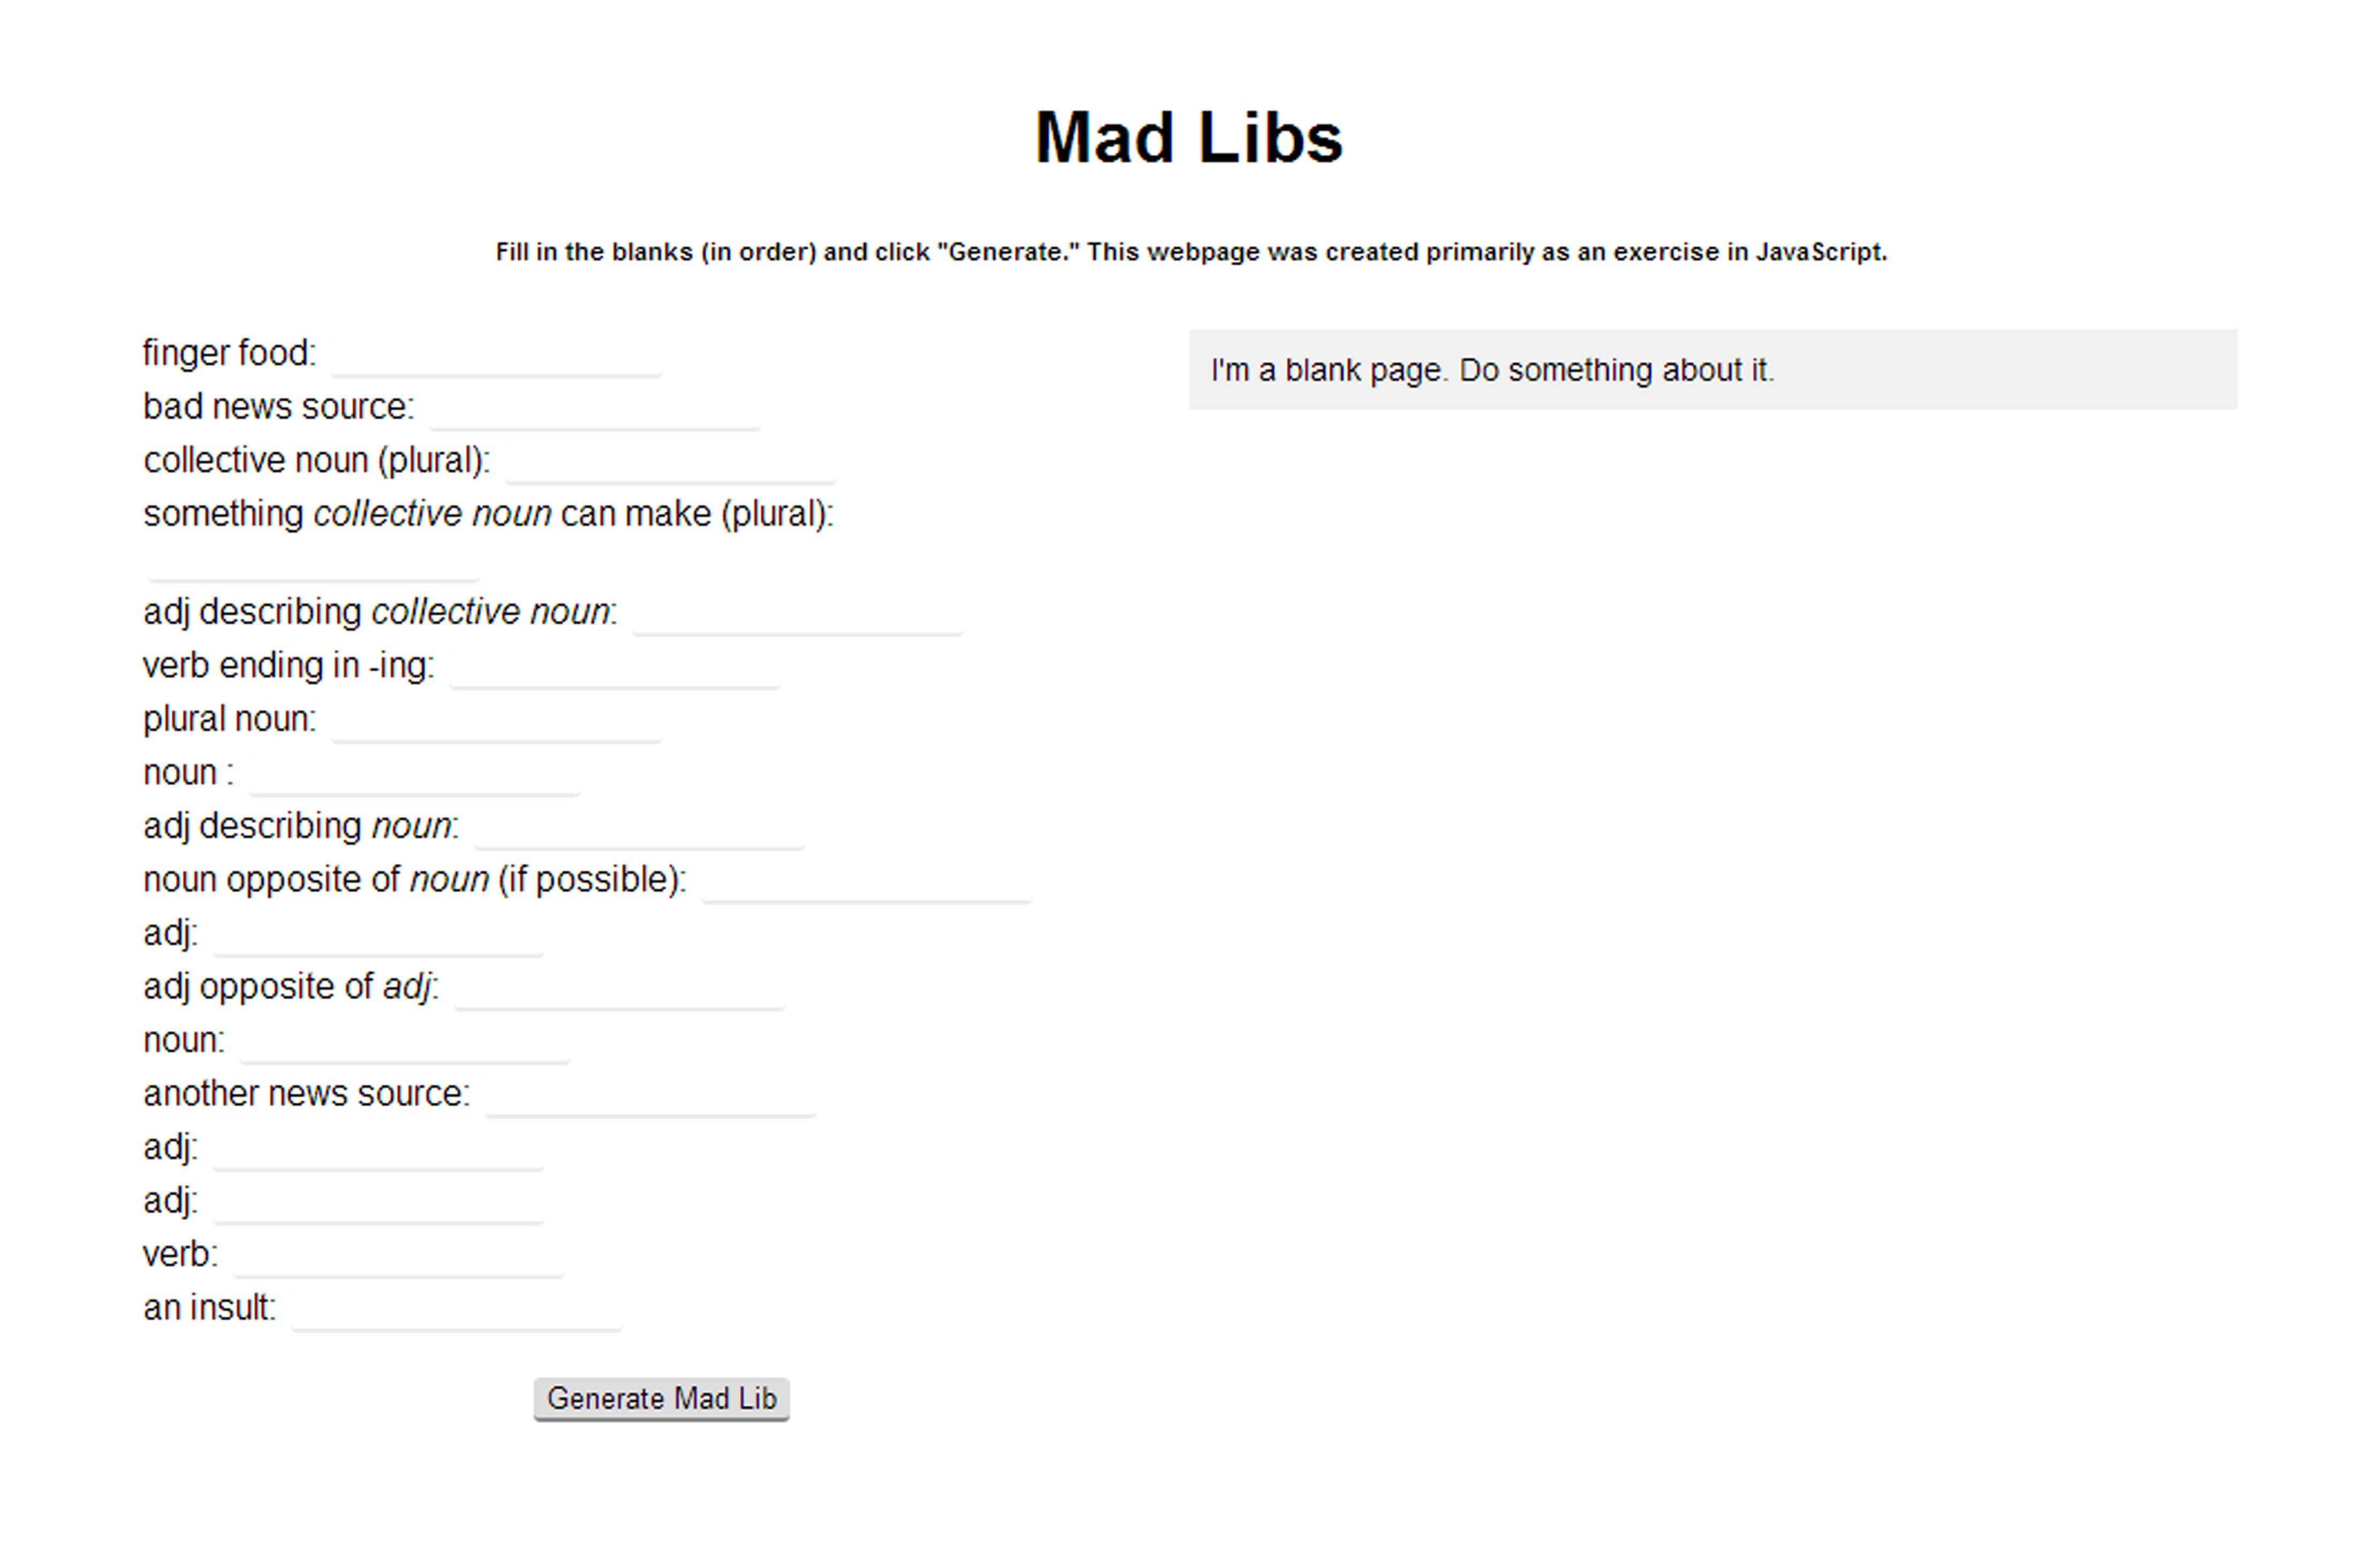 Mad Libs
Fill in the blanks (in order) and click "Generate." This webpage was created primarily as an exercise in JavaScript.
finger food:
bad news source:
collective noun (plural):
something collective noun can make (plural):
adj describing collective noun:
verb ending in -ing:
plural noun:
noun :
adj describing noun:
noun opposite of noun (if possible):
adj:
adj opposite of adj:
noun:
another news source:
adj:
adj:
verb:
an insult:
Generate Mad Lib
I'm a blank page. Do something about it.